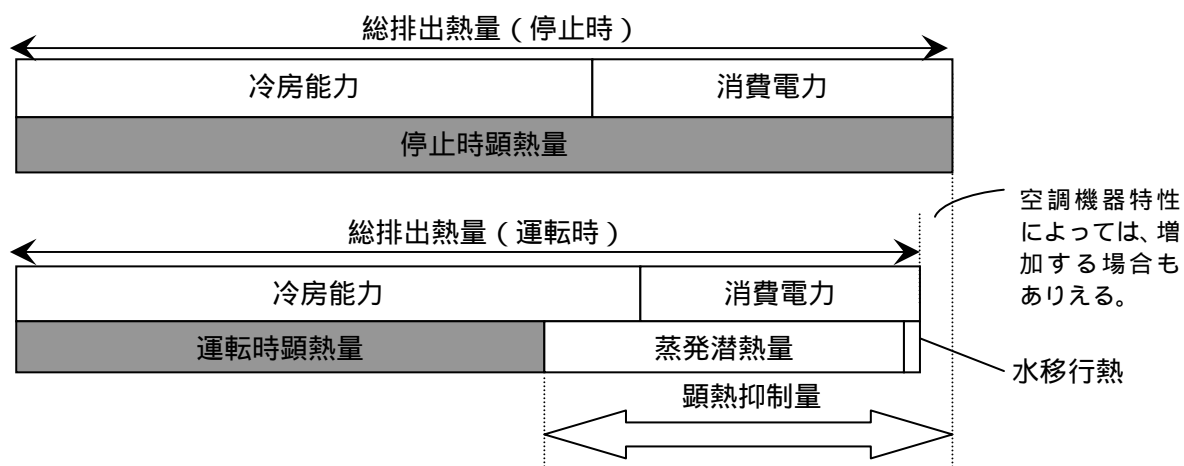 総排出熱量（停止時）
冷房能力
消費電力
停止時顕熱量
空調機器特性
によっては、増
加する場合も
ありえる。
総排出熱量（運転時）
冷房能力
消費電力
運転時顕熱量
蒸発潜熱量
水移行熱
顕熱抑制量